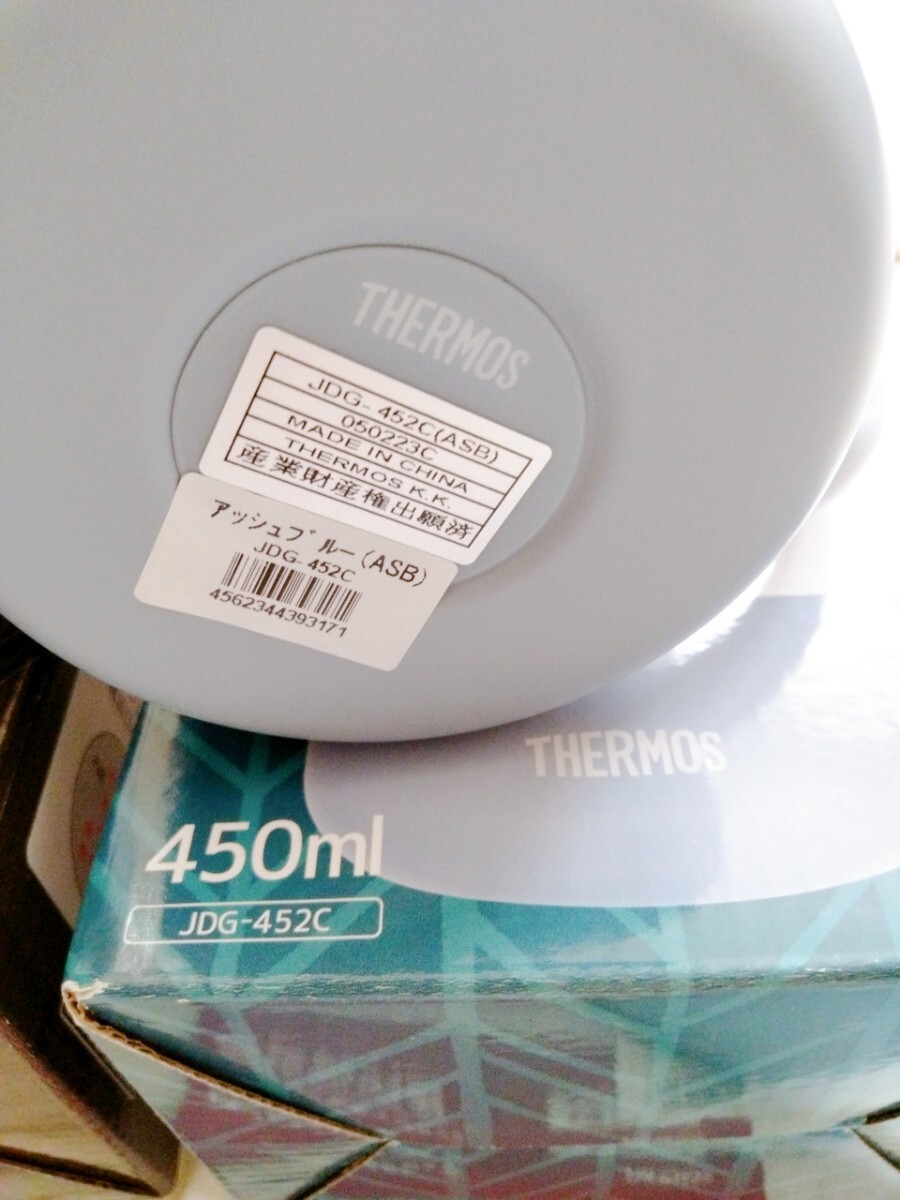 THERMOS
JDG-452C(ASB)
050223C
MADE IN CHINA
THERMOS K.K.
産業財産権出願済
アッシュブルー(ASB)
JDG-452C
4562344393171
THERMOS
450ml
JDG-452C